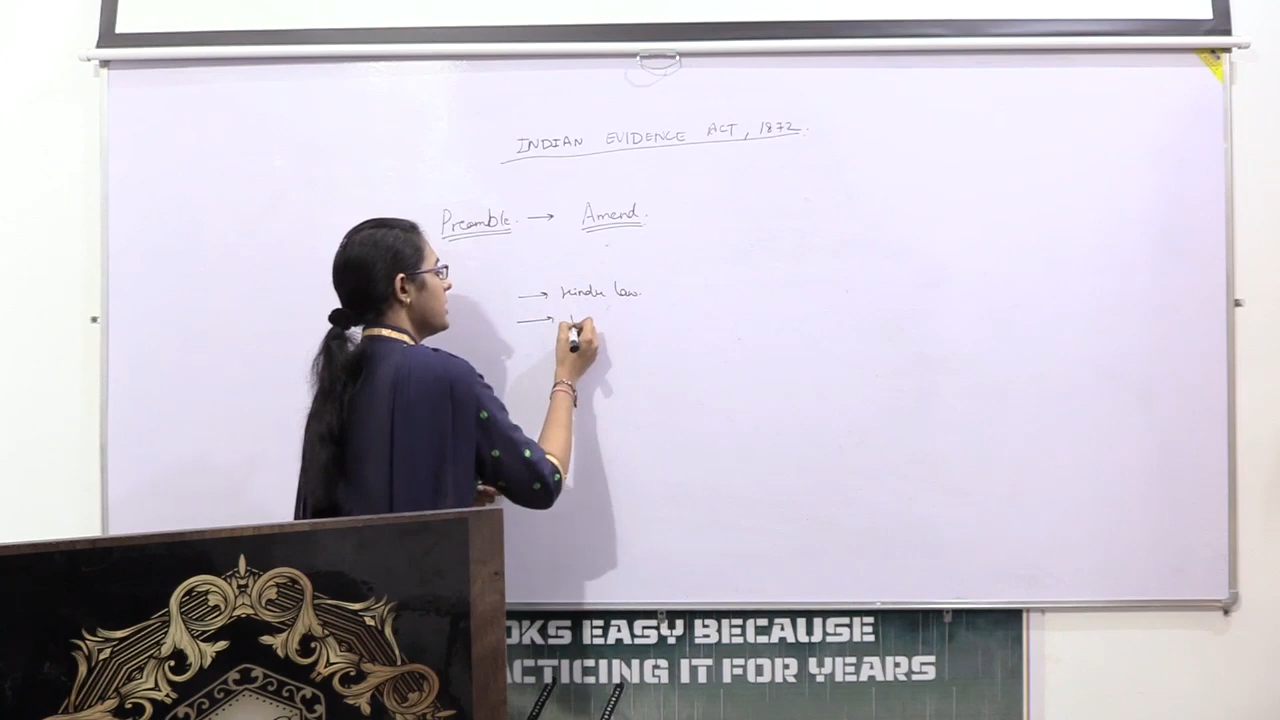 INDIAN EVIDENCE ACT, 1872.
Preamble. → Amend.
→ Hindu law.
→
OKS EASY BECAUSE
ACTICING IT FOR YEARS